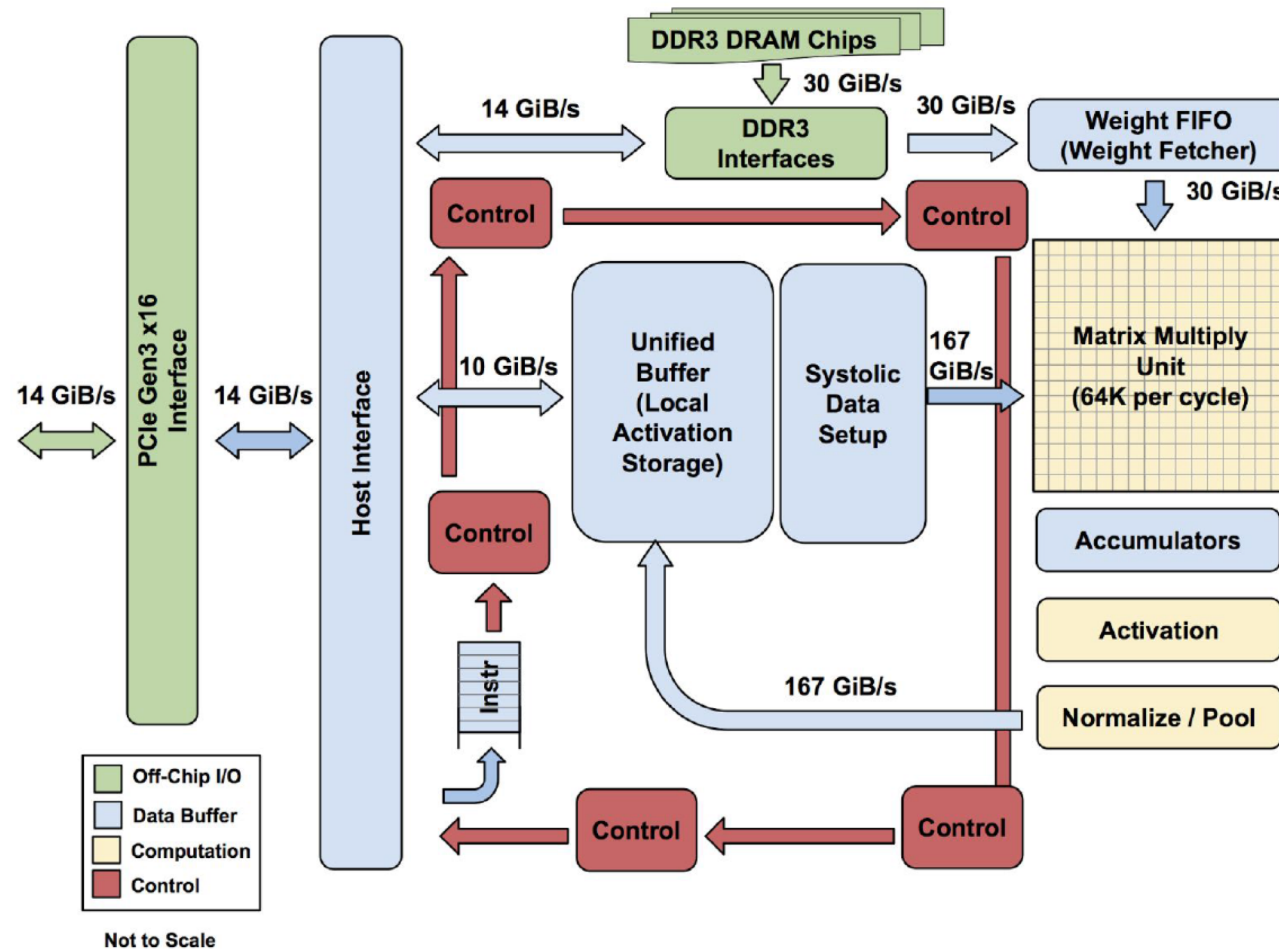 DDR3 DRAM Chips
30 GiB/s
14 GiB/s
DDR3
Interfaces
30 GiB/s
Weight FIFO
(Weight Fetcher)
30 GiB/s
Control
Control
PCIe Gen3 x16
Interface
14 GiB/s
14 GiB/s
Host Interface
10 GiB/s
Unified
Buffer
(Local
Activation
Storage)
Systolic
Data
Setup
167
GiB/s
Matrix Multiply
Unit
(64K per cycle)
Control
Accumulators
Activation
Instr
167 GiB/s
Normalize / Pool
Off-Chip I/O
Data Buffer
Computation
Control
Control
Control
Not to Scale